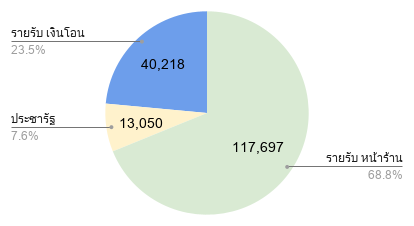 รายรับ เงินโอน
23.5%
40,218
ประชารัฐ
7.6%
13,050
117,697
รายรับ หน้าร้าน
68.8%